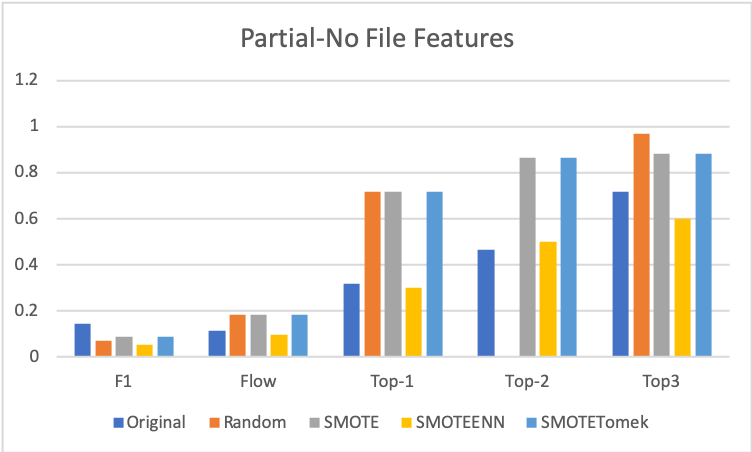 Partial-No File Features
1.2
1
0.8
0.6
0.4
0.2
0
F1 Flow Top-1 Top-2 Top3
Original Random SMOTE SMOTEENN SMOTETomek